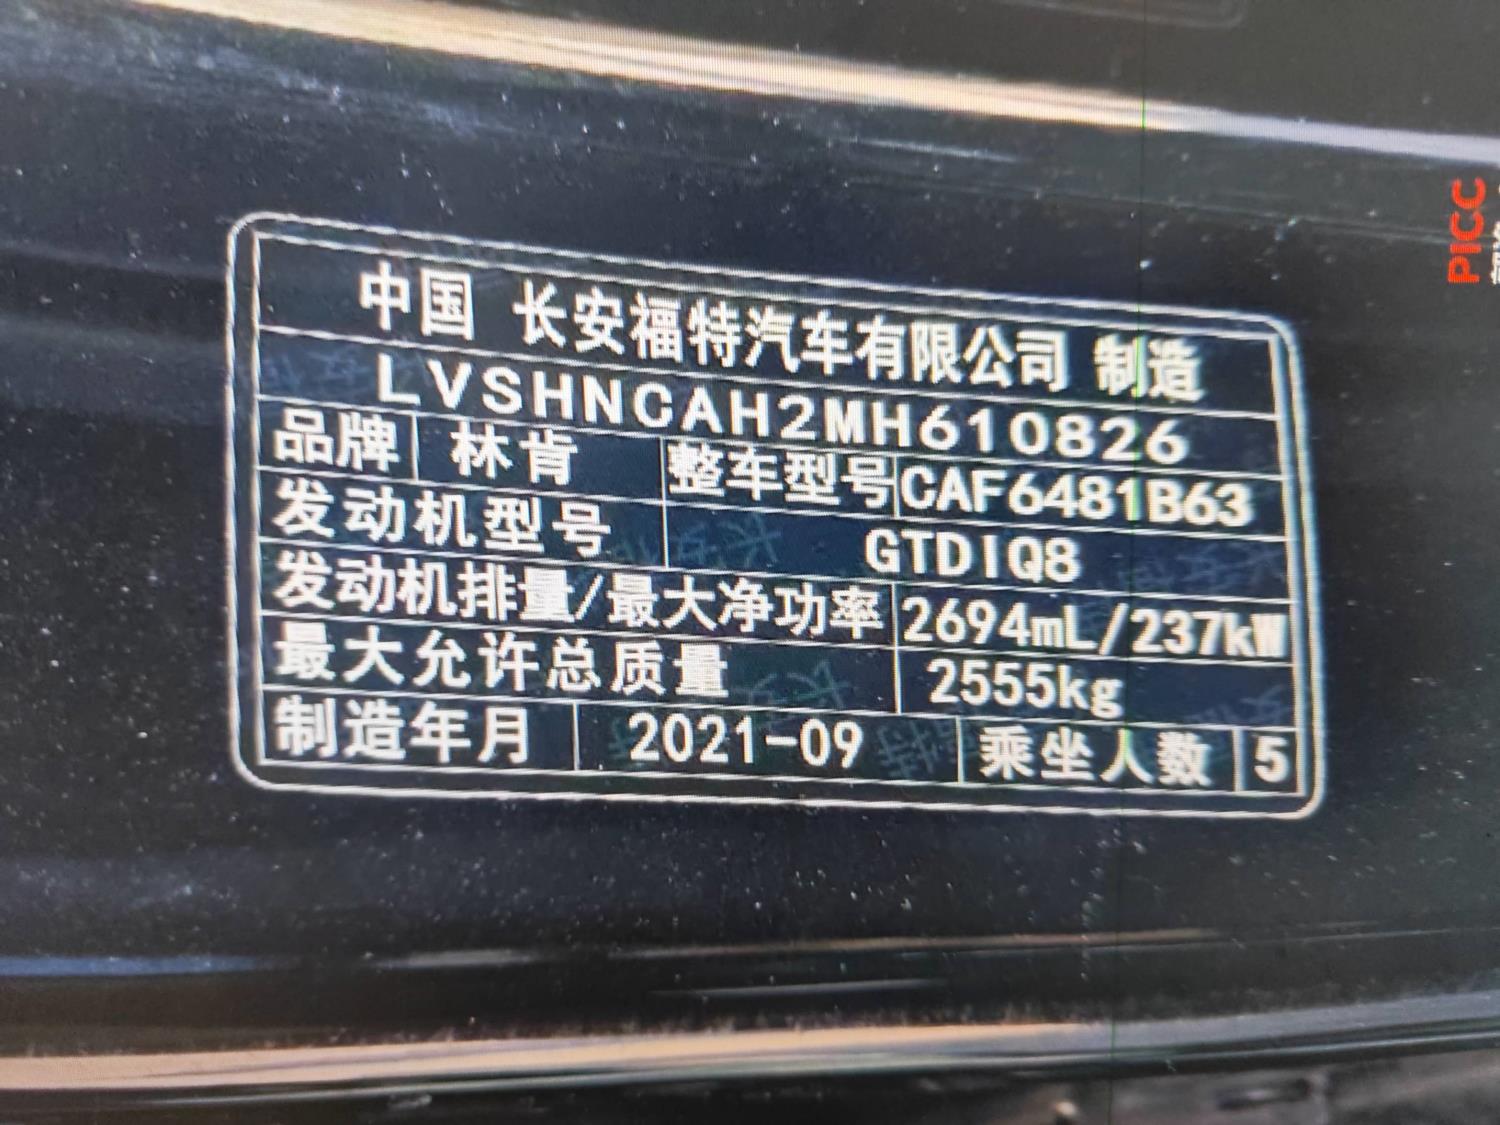 中国 长安福特汽车有限公司 制造
LVSHNCAH2MH610826
品牌 林肯 整车型号 CAF6481B63
发动机型号 GTDIQ8
发动机排量/最大净功率 2694mL/237kW
最大允许总质量 2555kg
制造年月 2021-09 乘坐人数 5
PICC